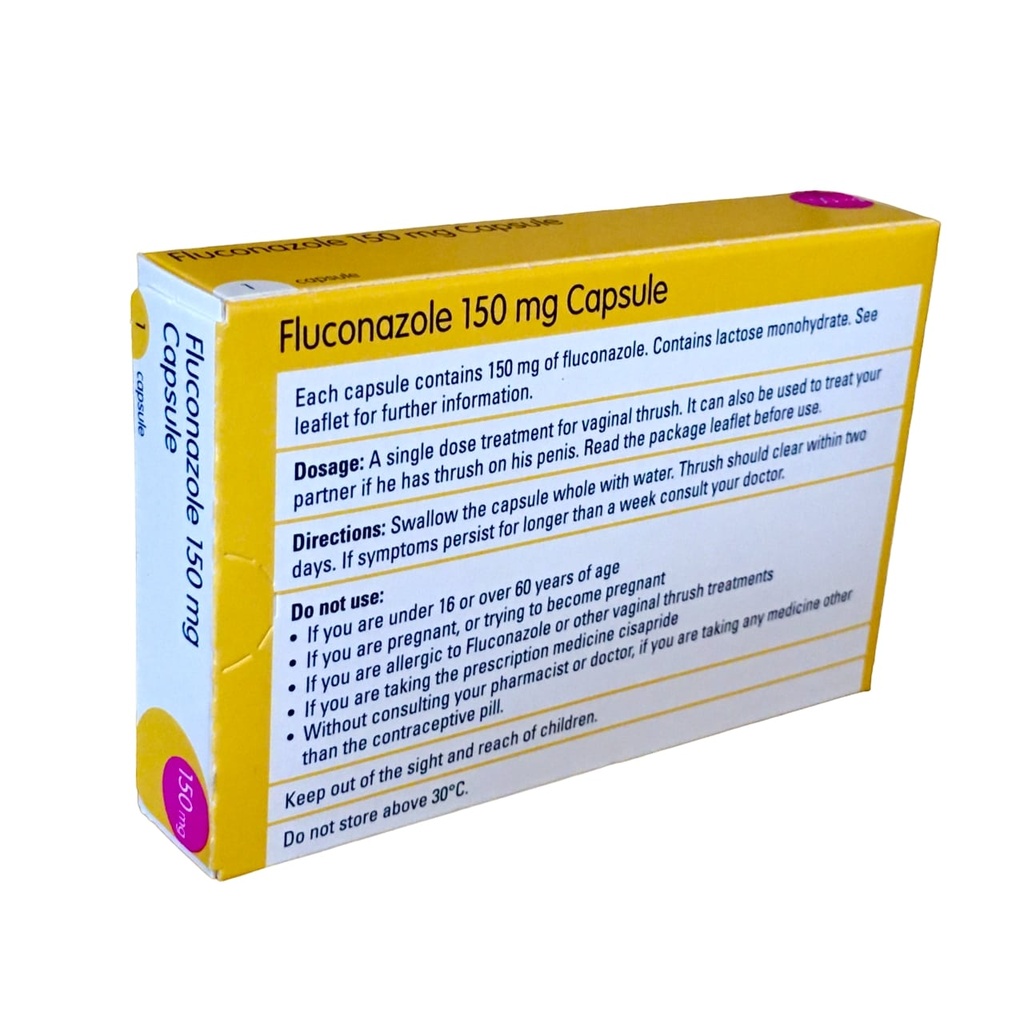 Fluconazole 150 mg Capsule
1 capsule
Fluconazole 150 mg
Capsule
1 capsule
150 mg
Fluconazole 150 mg Capsule
Each capsule contains 150 mg of fluconazole. Contains lactose monohydrate. See
leaflet for further information.
Dosage: A single dose treatment for vaginal thrush. It can also be used to treat your
partner if he has thrush on his penis. Read the package leaflet before use.
Directions: Swallow the capsule whole with water. Thrush should clear within two
days. If symptoms persist for longer than a week consult your doctor.
Do not use:
• If you are under 16 or over 60 years of age
• If you are pregnant, or trying to become pregnant
• If you are allergic to Fluconazole or other vaginal thrush treatments
• If you are taking the prescription medicine cisapride
• Without consulting your pharmacist or doctor, if you are taking any medicine other
than the contraceptive pill.
Keep out of the sight and reach of children.
Do not store above 30°C.